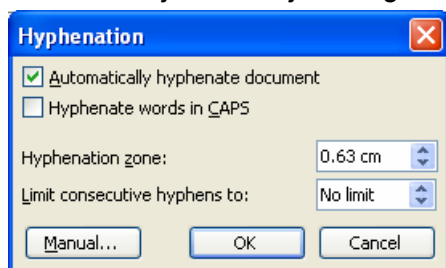 Hyphenation
Automatically hyphenate document
Hyphenate words in CAPS
Hyphenation zone: 0.63 cm
Limit consecutive hyphens to: No limit
Manual... OK Cancel